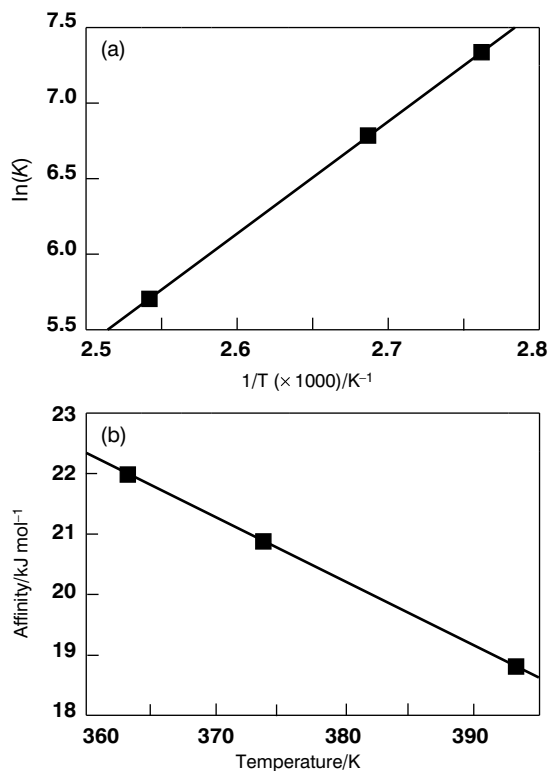 (a)
7.5
7.0
6.5
6.0
5.5
ln(K)
2.5 2.6 2.7 2.8
1/T (× 1000)/K⁻¹
(b)
23
22
21
20
19
18
Affinity/kJ mol⁻¹
360 370 380 390
Temperature/K